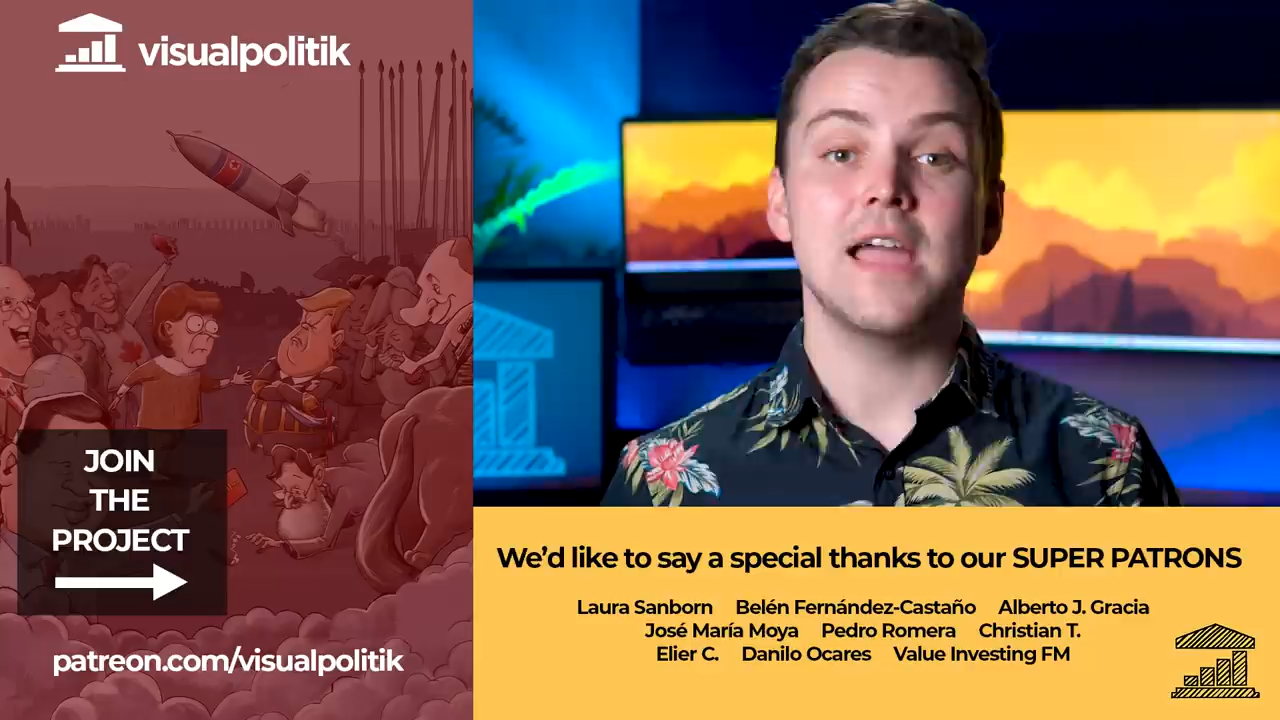 visualpolitik
JOIN
THE
PROJECT
patreon.com/visualpolitik
We'd like to say a special thanks to our SUPER PATRONS
Laura Sanborn Belén Fernández-Castaño Alberto J. Gracia
José María Moya Pedro Romera Christian T.
Elier C. Danilo Ocares Value Investing FM